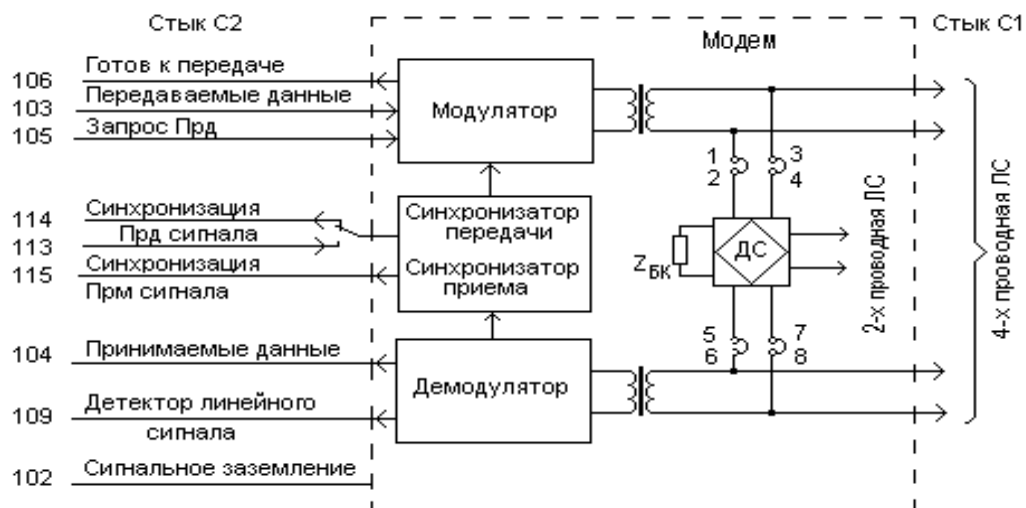 Стык С2
Модем
Стык С1
106
Готов к передаче
103
Передаваемые данные
105
Запрос Прд
Модулятор
1
2
3
4
114
Синхронизация
113
Прд сигнала
115
Синхронизация
Прм сигнала
Синхронизатор
передачи
Синхронизатор
приема
ZБК
ДС
2-х проводная ЛС
4-х проводная ЛС
5
6
7
8
104
Принимаемые данные
109
Детектор линейного
сигнала
Демодулятор
102
Сигнальное заземление